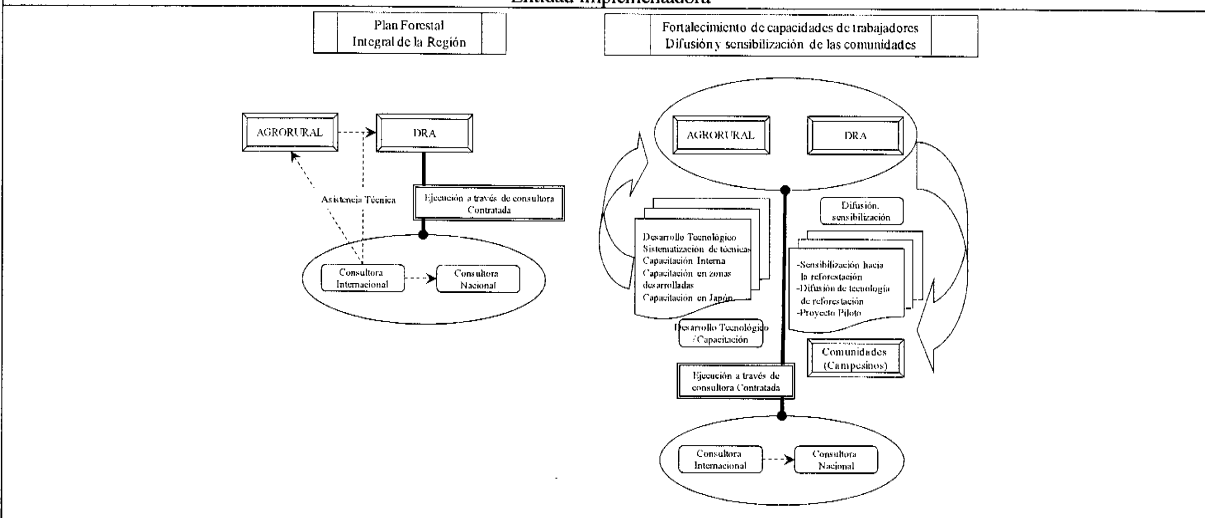 Entidad implementadora
Plan Forestal
Integral de la Región
Fortalecimiento de capacidades de trabajadores
Difusión y sensibilización de las comunidades
AGRORURAL
DRA
Asistencia Técnica
Ejecución a través de consultora
Contratada
Consultora
Internacional
Consultora
Nacional
AGRORURAL
DRA
Desarrollo Tecnológico
Sistematización de técnicas
Capacitación Interna
Capacitación en zonas
desarrolladas
Capacitación en Japón
Difusión,
sensibilización
-Sensibilización hacia
la reforestación
-Difusión de tecnología
de reforestación
-Proyecto Piloto
Desarrollo Tecnológico
/Capacitación
Comunidades
(Campesinos)
Ejecución a través de
consultora Contratada
Consultora
Internacional
Consultora
Nacional